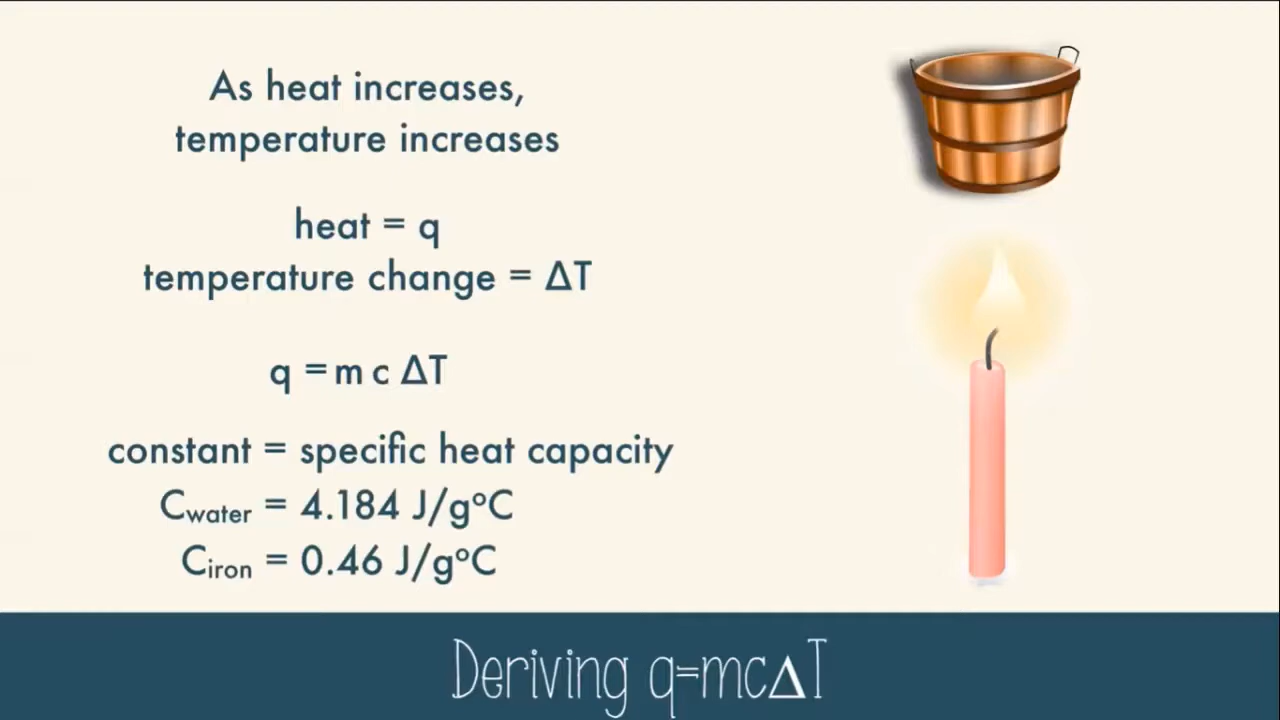 As heat increases,
temperature increases
heat = q
temperature change = ΔT
q = m c ΔT
constant = specific heat capacity
Cwater = 4.184 J/g°C
Ciron = 0.46 J/g°C
Deriving q=mcΔT